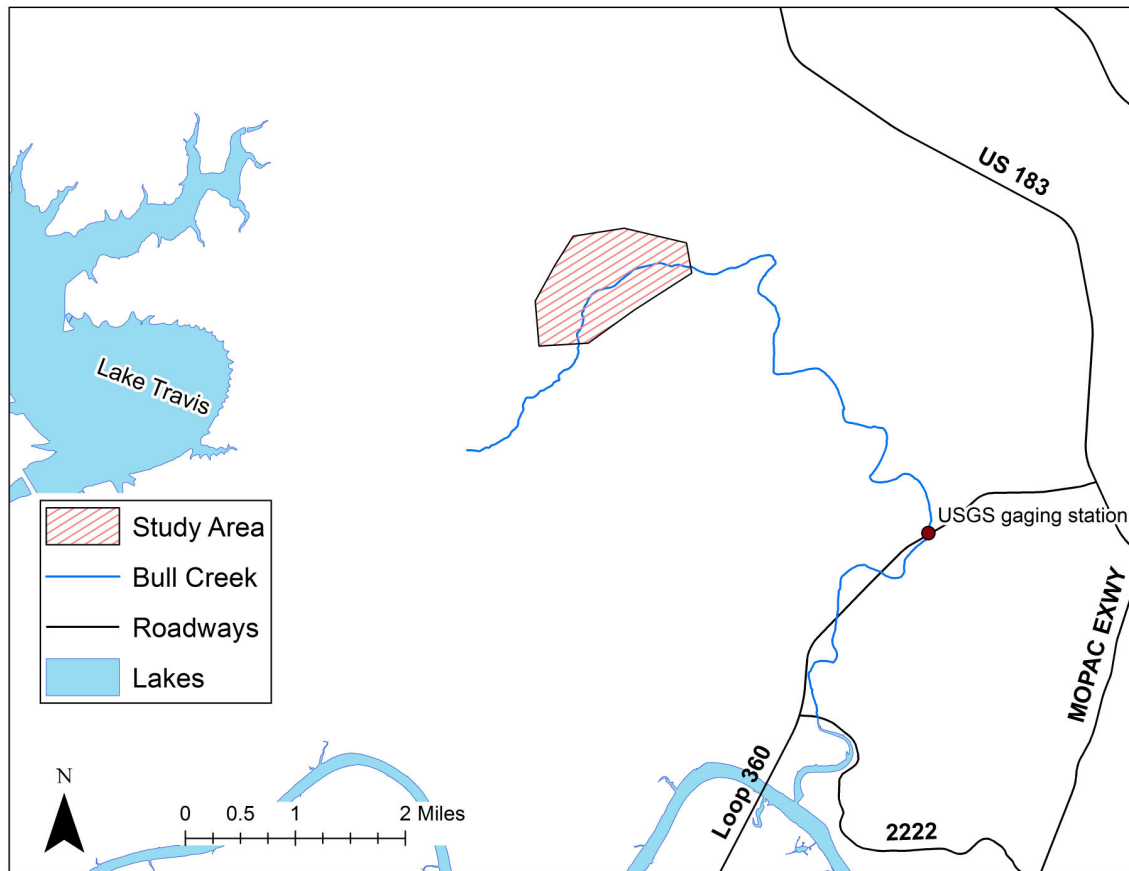 US 183
Lake Travis
Study Area
Bull Creek
Roadways
Lakes
USGS gaging station
MOPAC EXWY
N
0 0.5 1 2 Miles
Loop 360
2222